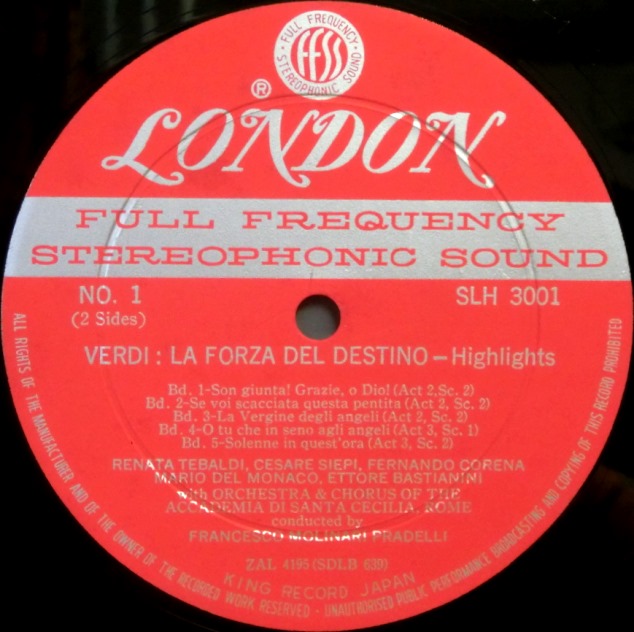 FULL FREQUENCY
FFSS
STEREOPHONIC SOUND
®
LONDON
FULL FREQUENCY
STEREOPHONIC SOUND
NO. 1
(2 Sides)
SLH 3001
VERDI : LA FORZA DEL DESTINO – Highlights
Bd. 1-Son giunta! Grazie, o Dio! (Act 2, Sc. 2)
Bd. 2-Se voi scacciata questa pentita (Act 2, Sc. 2)
Bd. 3-La Vergine degli angeli (Act 2, Sc. 2)
Bd. 4-O tu che in seno agli angeli (Act 3, Sc. 1)
Bd. 5-Solenne in quest'ora (Act 3, Sc. 2)
RENATA TEBALDI, CESARE SIEPI, FERNANDO CORENA
MARIO DEL MONACO, ETTORE BASTIANINI
with ORCHESTRA & CHORUS OF THE
ACCADEMIA DI SANTA CECILIA, ROME
conducted by
FRANCESCO MOLINARI PRADELLI
ZAL 4195 (SDLB 639)
KING RECORD JAPAN
ALL RIGHTS OF THE MANUFACTURER AND OF THE OWNER OF THE RECORDED WORK RESERVED · UNAUTHORISED PUBLIC PERFORMANCE BROADCASTING AND COPYING OF THIS RECORD PROHIBITED